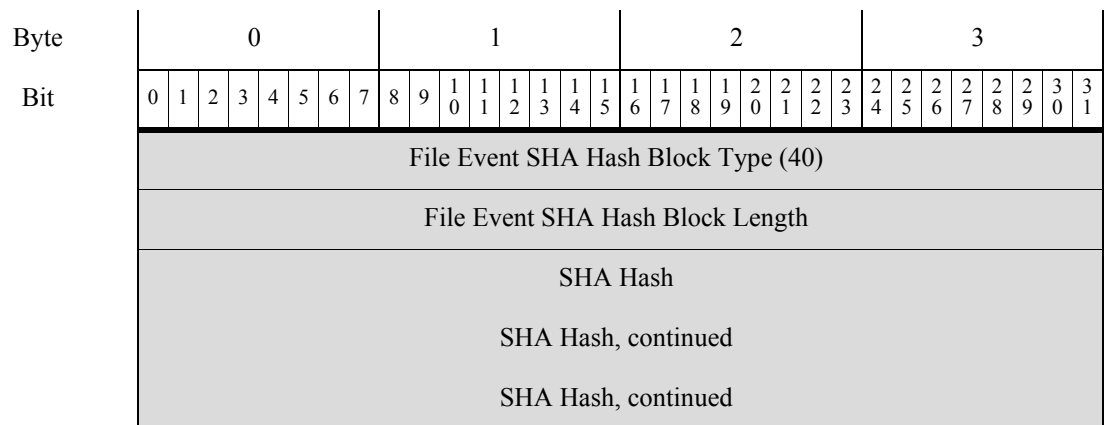 Byte 0 1 2 3
Bit 0 1 2 3 4 5 6 7 8 9 10 11 12 13 14 15 16 17 18 19 20 21 22 23 24 25 26 27 28 29 30 31
File Event SHA Hash Block Type (40)
File Event SHA Hash Block Length
SHA Hash
SHA Hash, continued
SHA Hash, continued